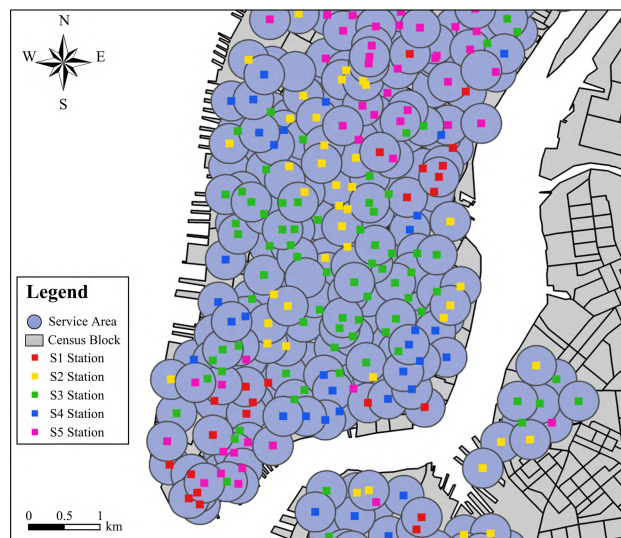 N
W E
S
Legend
Service Area
Census Block
S1 Station
S2 Station
S3 Station
S4 Station
S5 Station
0 0.5 1
km